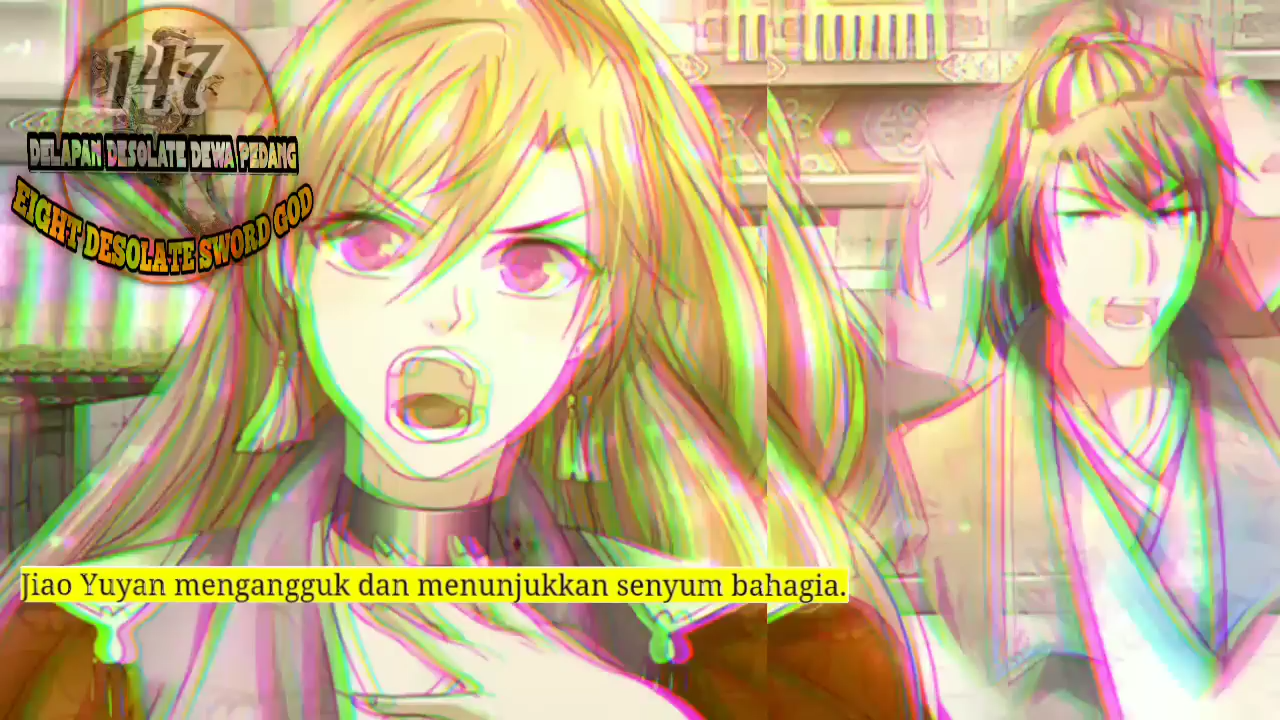 147
DELAPAN DESOLATE DEWA PEDANG
EIGHT DESOLATE SWORD GOD
Jiao Yuyan mengangguk dan menunjukkan senyum bahagia.